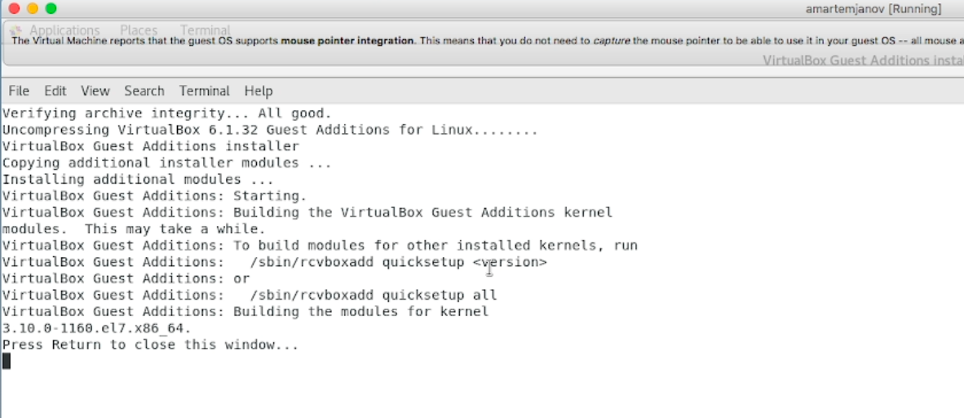 amartemjanov [Running]
Applications Places Terminal
The Virtual Machine reports that the guest OS supports mouse pointer integration. This means that you do not need to capture the mouse pointer to be able to use it in your guest OS -- all mouse a
VirtualBox Guest Additions insta
File Edit View Search Terminal Help
Verifying archive integrity... All good.
Uncompressing VirtualBox 6.1.32 Guest Additions for Linux........
VirtualBox Guest Additions installer
Copying additional installer modules ...
Installing additional modules ...
VirtualBox Guest Additions: Starting.
VirtualBox Guest Additions: Building the VirtualBox Guest Additions kernel
modules.  This may take a while.
VirtualBox Guest Additions: To build modules for other installed kernels, run
VirtualBox Guest Additions:   /sbin/rcvboxadd quicksetup <version>
VirtualBox Guest Additions: or
VirtualBox Guest Additions:   /sbin/rcvboxadd quicksetup all
VirtualBox Guest Additions: Building the modules for kernel
3.10.0-1160.el7.x86_64.
Press Return to close this window...